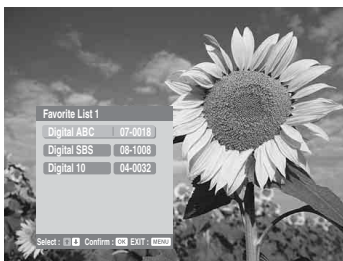 Favorite List 1
Digital ABC 07-0018
Digital SBS 08-1008
Digital 10 04-0032
Select : Confirm : OK EXIT : MENU